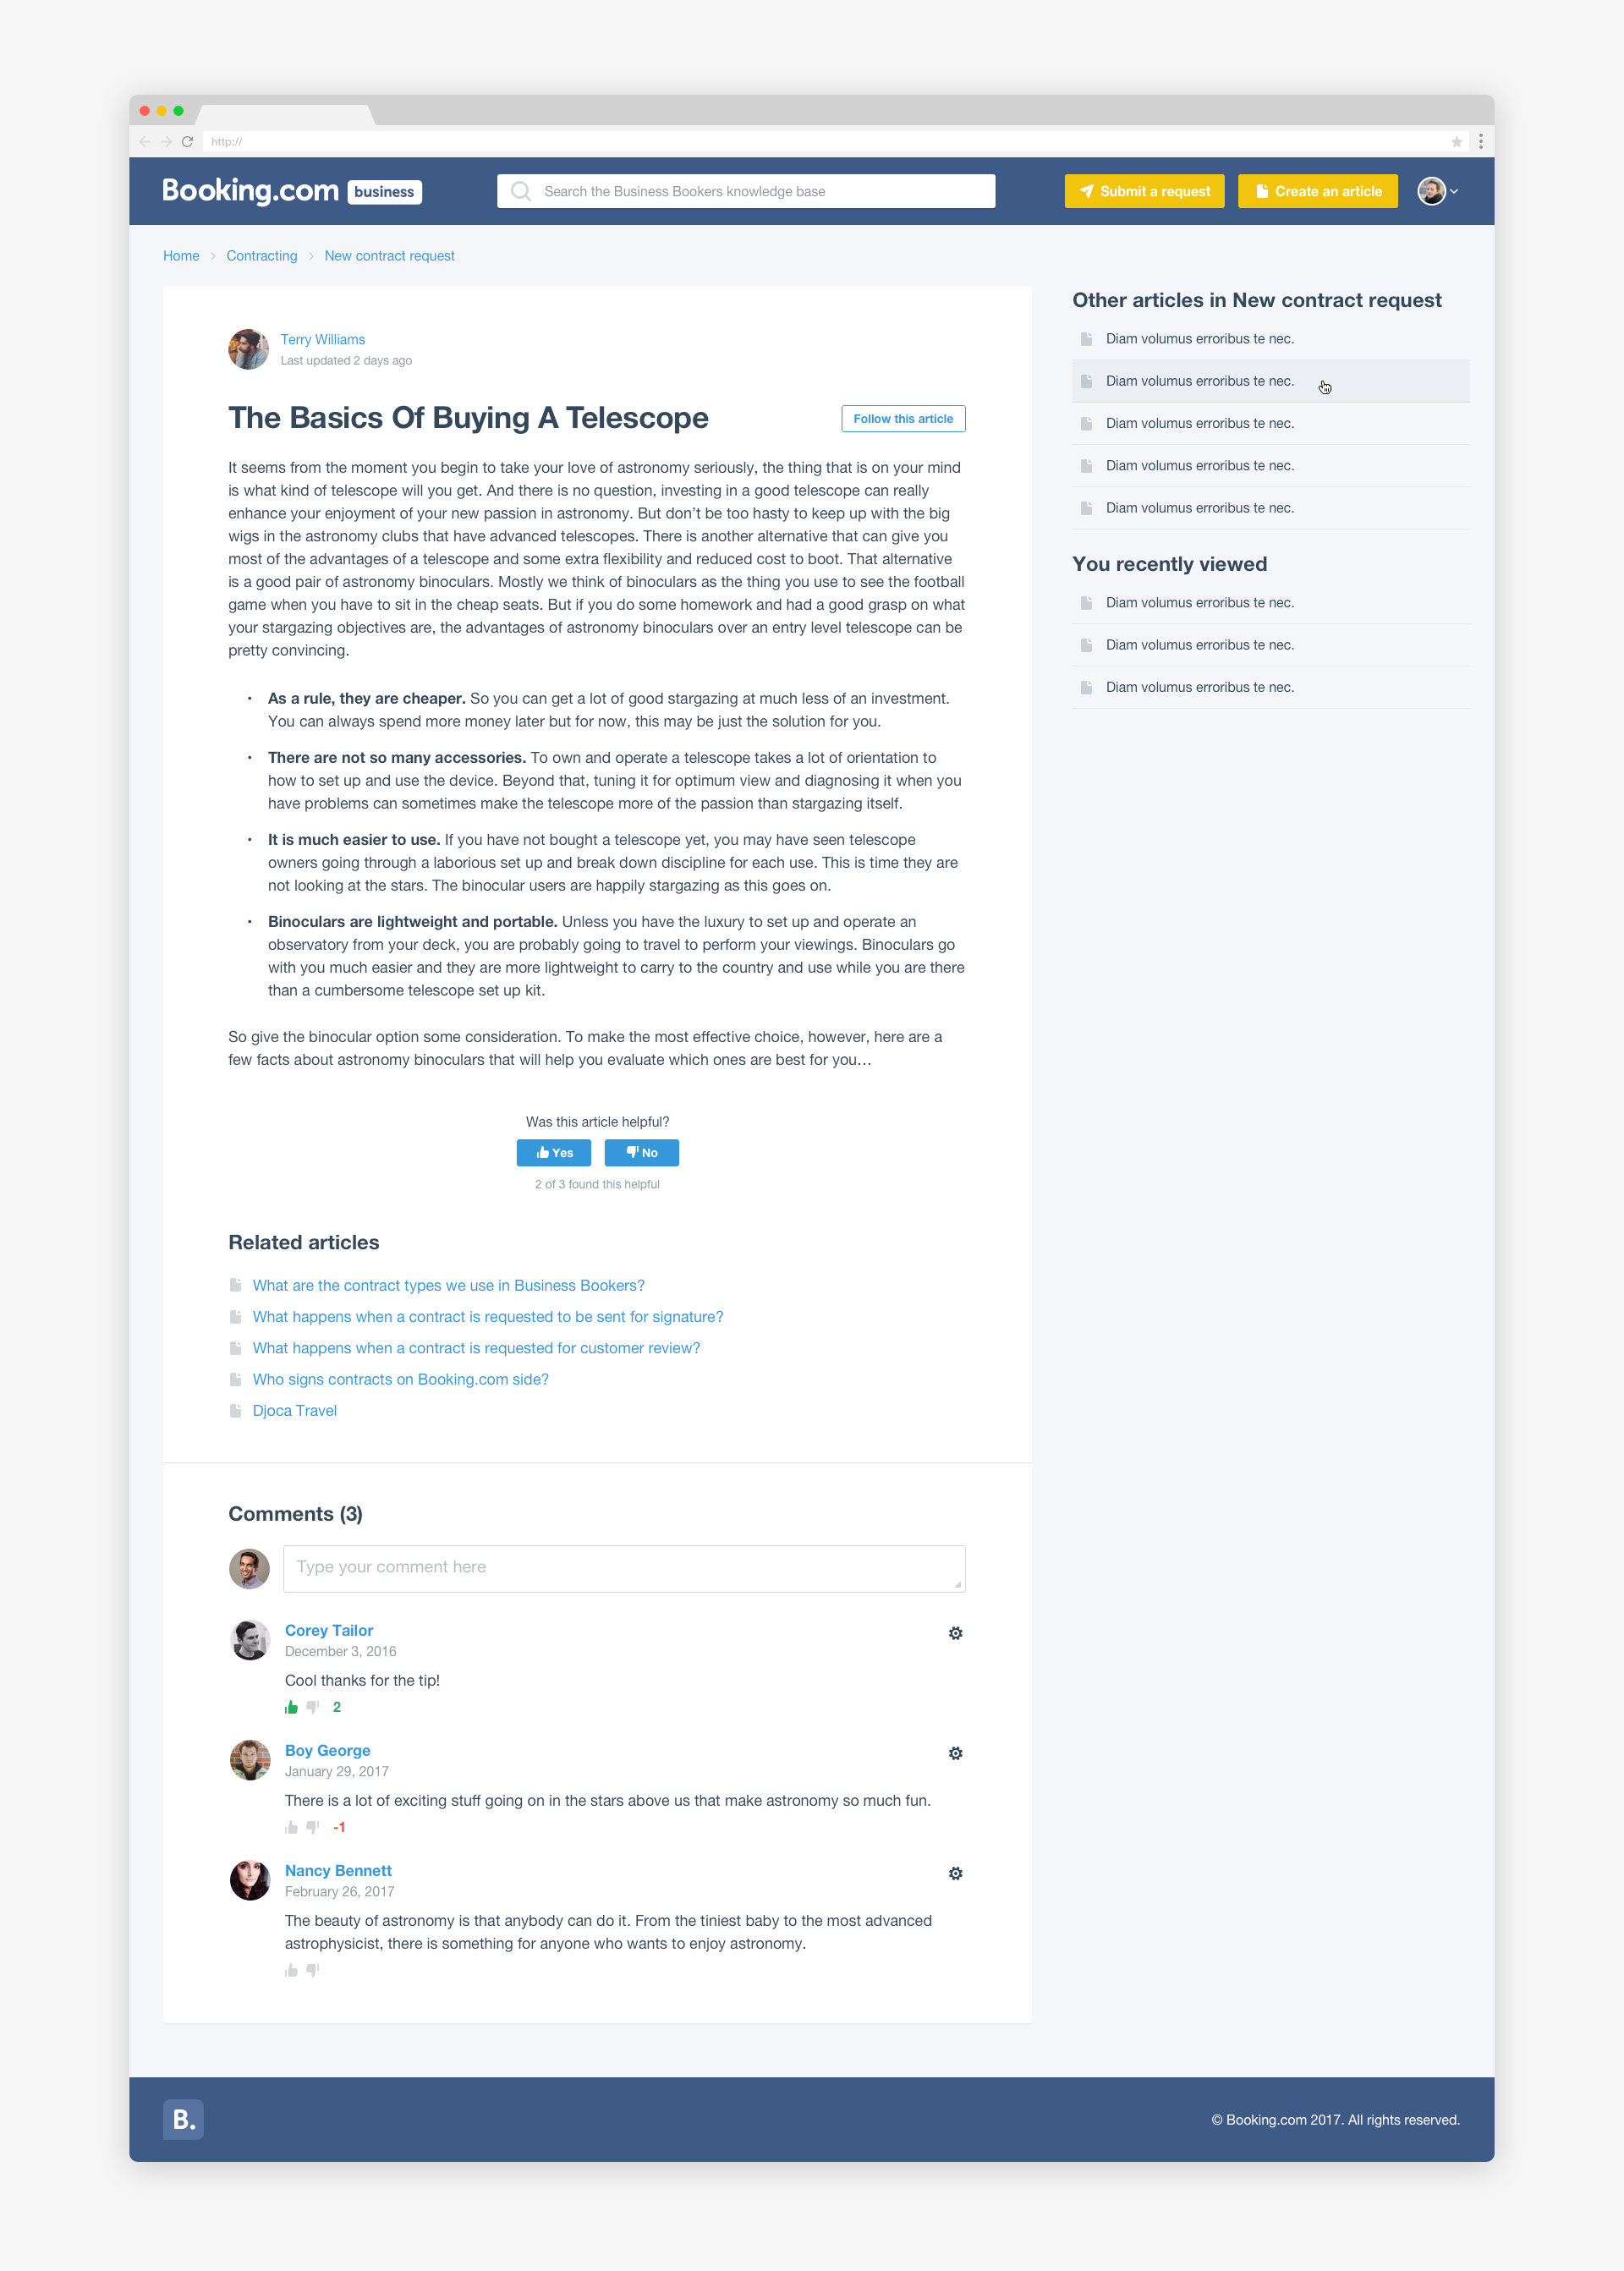 http://
Booking.com business
Search the Business Bookers knowledge base
Submit a request
Create an article
Home
Contracting
New contract request
Terry Williams
Last updated 2 days ago
The Basics Of Buying A Telescope
Follow this article
It seems from the moment you begin to take your love of astronomy seriously, the thing that is on your mind
is what kind of telescope will you get. And there is no question, investing in a good telescope can really
enhance your enjoyment of your new passion in astronomy. But don’t be too hasty to keep up with the big
wigs in the astronomy clubs that have advanced telescopes. There is another alternative that can give you
most of the advantages of a telescope and some extra flexibility and reduced cost to boot. That alternative
is a good pair of astronomy binoculars. Mostly we think of binoculars as the thing you use to see the football
game when you have to sit in the cheap seats. But if you do some homework and had a good grasp on what
your stargazing objectives are, the advantages of astronomy binoculars over an entry level telescope can be
pretty convincing.
• As a rule, they are cheaper. So you can get a lot of good stargazing at much less of an investment.
You can always spend more money later but for now, this may be just the solution for you.
• There are not so many accessories. To own and operate a telescope takes a lot of orientation to
how to set up and use the device. Beyond that, tuning it for optimum view and diagnosing it when you
have problems can sometimes make the telescope more of the passion than stargazing itself.
• It is much easier to use. If you have not bought a telescope yet, you may have seen telescope
owners going through a laborious set up and break down discipline for each use. This is time they are
not looking at the stars. The binocular users are happily stargazing as this goes on.
• Binoculars are lightweight and portable. Unless you have the luxury to set up and operate an
observatory from your deck, you are probably going to travel to perform your viewings. Binoculars go
with you much easier and they are more lightweight to carry to the country and use while you are there
than a cumbersome telescope set up kit.
So give the binocular option some consideration. To make the most effective choice, however, here are a
few facts about astronomy binoculars that will help you evaluate which ones are best for you…
Was this article helpful?
Yes
No
2 of 3 found this helpful
Related articles
What are the contract types we use in Business Bookers?
What happens when a contract is requested to be sent for signature?
What happens when a contract is requested for customer review?
Who signs contracts on Booking.com side?
Djoca Travel
Comments (3)
Type your comment here
Corey Tailor
December 3, 2016
Cool thanks for the tip!
2
Boy George
January 29, 2017
There is a lot of exciting stuff going on in the stars above us that make astronomy so much fun.
-1
Nancy Bennett
February 26, 2017
The beauty of astronomy is that anybody can do it. From the tiniest baby to the most advanced
astrophysicist, there is something for anyone who wants to enjoy astronomy.
Other articles in New contract request
Diam volumus erroribus te nec.
Diam volumus erroribus te nec.
Diam volumus erroribus te nec.
Diam volumus erroribus te nec.
Diam volumus erroribus te nec.
You recently viewed
Diam volumus erroribus te nec.
Diam volumus erroribus te nec.
Diam volumus erroribus te nec.
B.
© Booking.com 2017. All rights reserved.